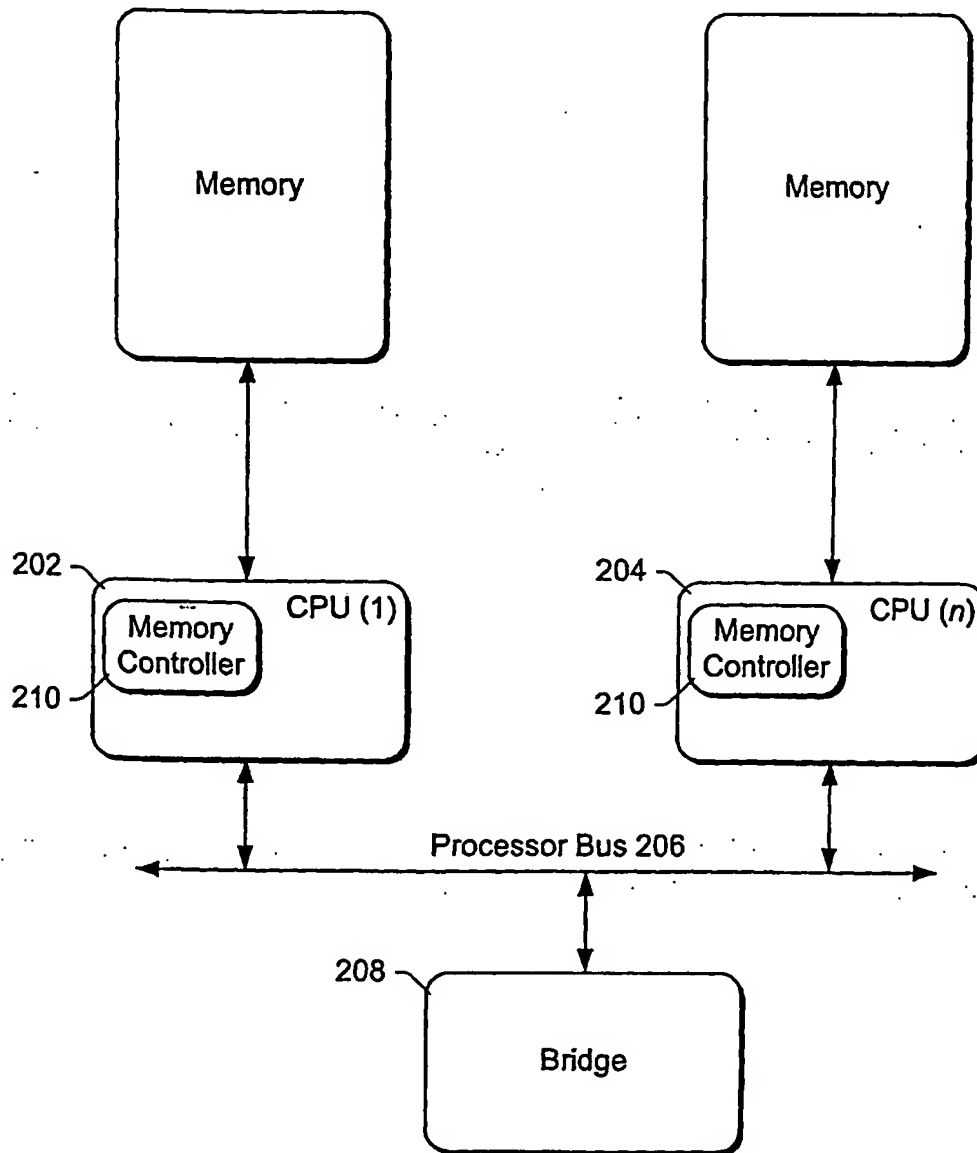 Memory
Memory
202
CPU (1)
Memory
Controller
210
204
CPU (n)
Memory
Controller
210
Processor Bus 206
208
Bridge